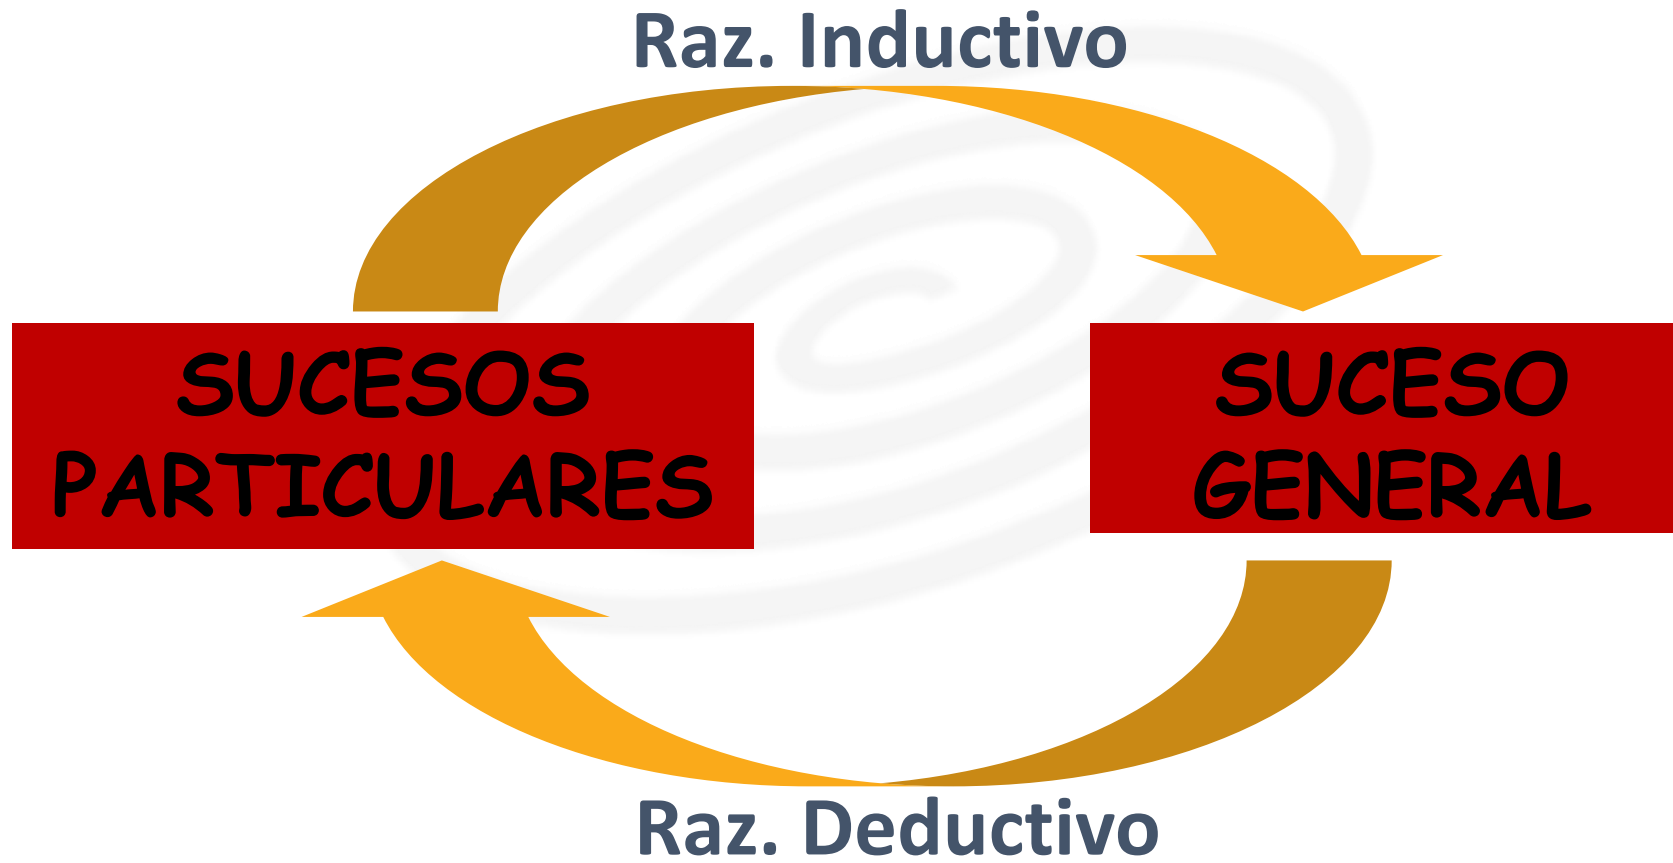 Raz. Inductivo
SUCESOS
PARTICULARES
SUCESO
GENERAL
Raz. Deductivo